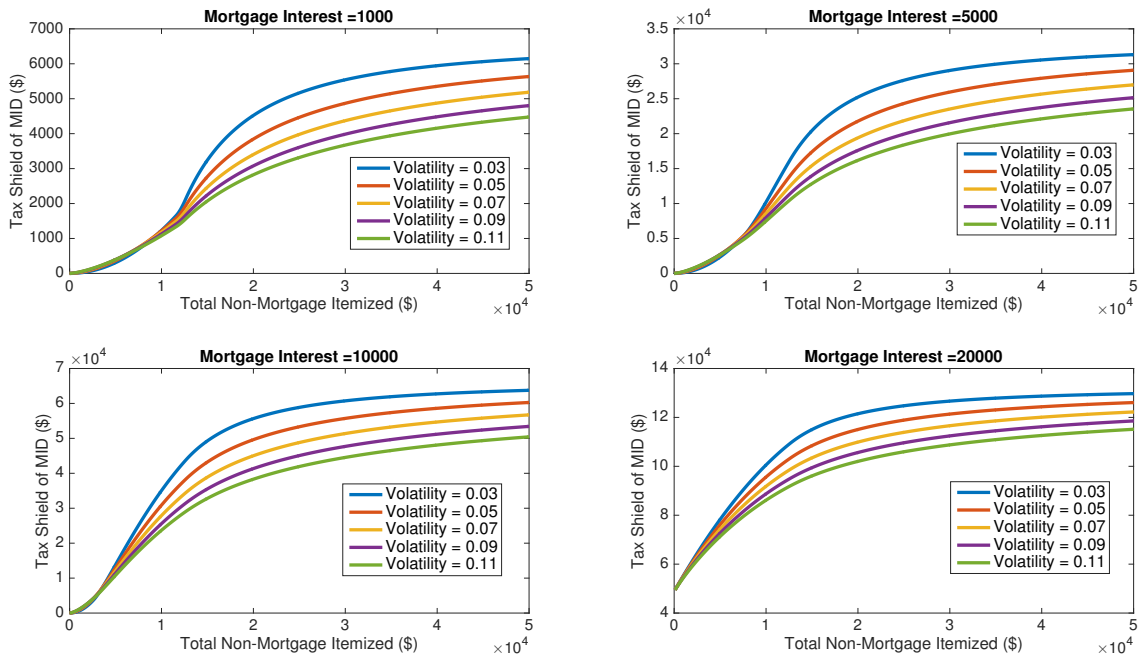 Mortgage Interest =1000
Tax Shield of MID ($)
7000
6000
5000
4000
3000
2000
1000
0
Volatility = 0.03
Volatility = 0.05
Volatility = 0.07
Volatility = 0.09
Volatility = 0.11
0 1 2 3 4 5
Total Non-Mortgage Itemized ($)
×10^4
Mortgage Interest =5000
×10^4
Tax Shield of MID ($)
3.5
3
2.5
2
1.5
1
0.5
0
Volatility = 0.03
Volatility = 0.05
Volatility = 0.07
Volatility = 0.09
Volatility = 0.11
0 1 2 3 4 5
Total Non-Mortgage Itemized ($)
×10^4
Mortgage Interest =10000
×10^4
Tax Shield of MID ($)
7
6
5
4
3
2
1
0
Volatility = 0.03
Volatility = 0.05
Volatility = 0.07
Volatility = 0.09
Volatility = 0.11
0 1 2 3 4 5
Total Non-Mortgage Itemized ($)
×10^4
Mortgage Interest =20000
×10^4
Tax Shield of MID ($)
14
12
10
8
6
4
Volatility = 0.03
Volatility = 0.05
Volatility = 0.07
Volatility = 0.09
Volatility = 0.11
0 1 2 3 4 5
Total Non-Mortgage Itemized ($)
×10^4